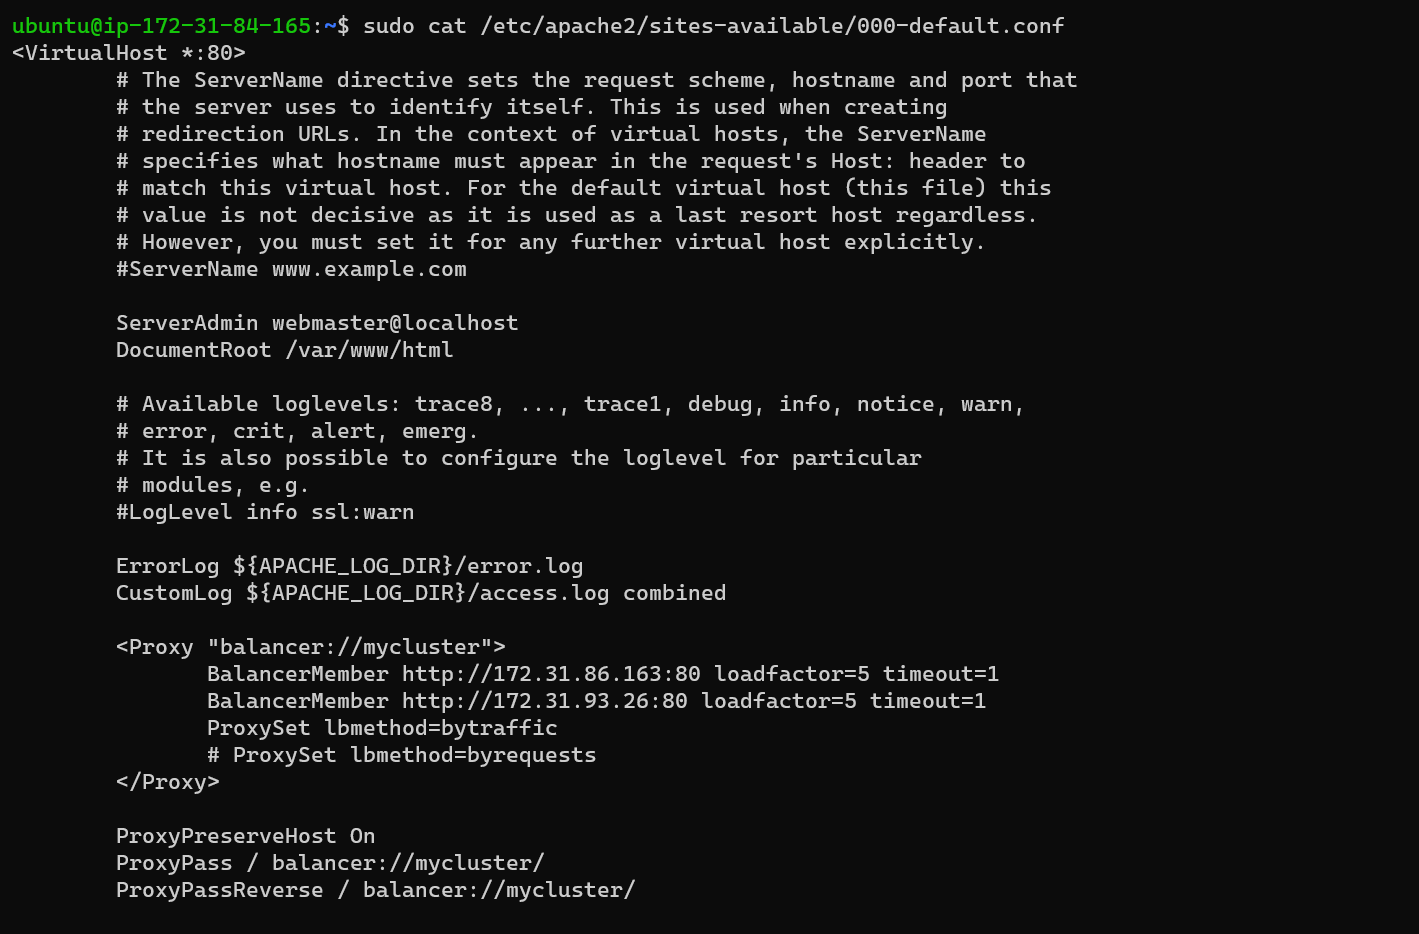 ubuntu@ip-172-31-84-165:~$ sudo cat /etc/apache2/sites-available/000-default.conf
<VirtualHost *:80>
        # The ServerName directive sets the request scheme, hostname and port that
        # the server uses to identify itself. This is used when creating
        # redirection URLs. In the context of virtual hosts, the ServerName
        # specifies what hostname must appear in the request's Host: header to
        # match this virtual host. For the default virtual host (this file) this
        # value is not decisive as it is used as a last resort host regardless.
        # However, you must set it for any further virtual host explicitly.
        #ServerName www.example.com

        ServerAdmin webmaster@localhost
        DocumentRoot /var/www/html

        # Available loglevels: trace8, ..., trace1, debug, info, notice, warn,
        # error, crit, alert, emerg.
        # It is also possible to configure the loglevel for particular
        # modules, e.g.
        #LogLevel info ssl:warn

        ErrorLog ${APACHE_LOG_DIR}/error.log
        CustomLog ${APACHE_LOG_DIR}/access.log combined

        <Proxy "balancer://mycluster">
               BalancerMember http://172.31.86.163:80 loadfactor=5 timeout=1
               BalancerMember http://172.31.93.26:80 loadfactor=5 timeout=1
               ProxySet lbmethod=bytraffic
               # ProxySet lbmethod=byrequests
        </Proxy>

        ProxyPreserveHost On
        ProxyPass / balancer://mycluster/
        ProxyPassReverse / balancer://mycluster/